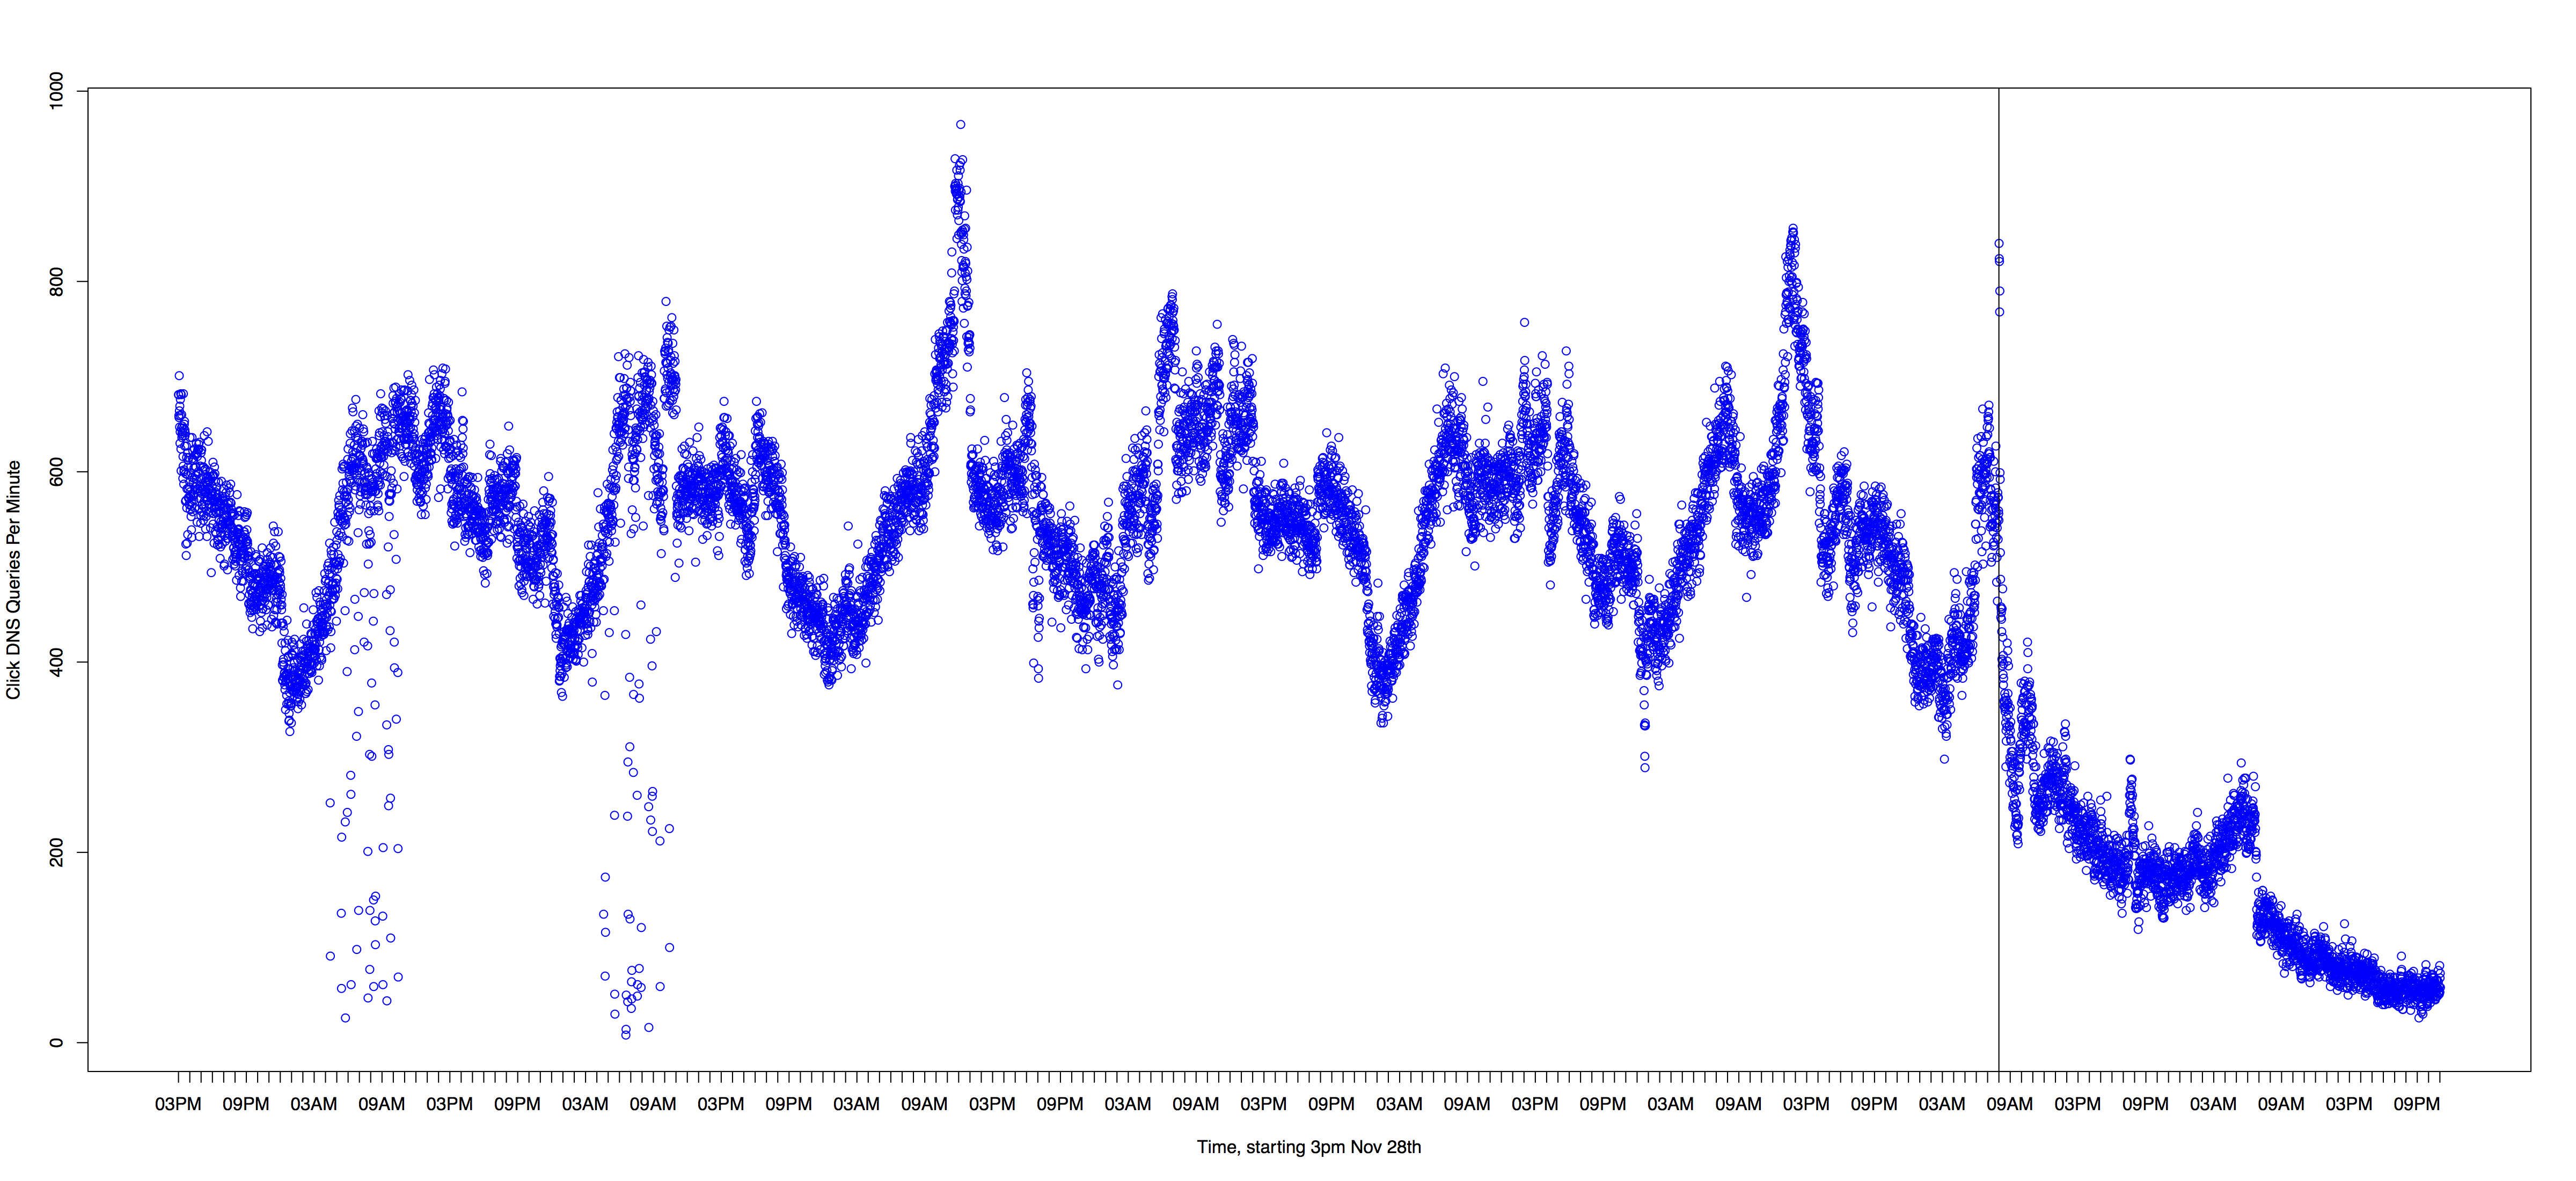 Click DNS Queries Per Minute
1000
800
600
400
200
0
03PM 09PM 03AM 09AM 03PM 09PM 03AM 09AM 03PM 09PM 03AM 09AM 03PM 09PM 03AM 09AM 03PM 09PM 03AM 09AM 03PM 09PM 03AM 09AM 03PM 09PM 03AM 09AM 03PM 09PM 03AM 09AM 03PM 09PM
Time, starting 3pm Nov 28th